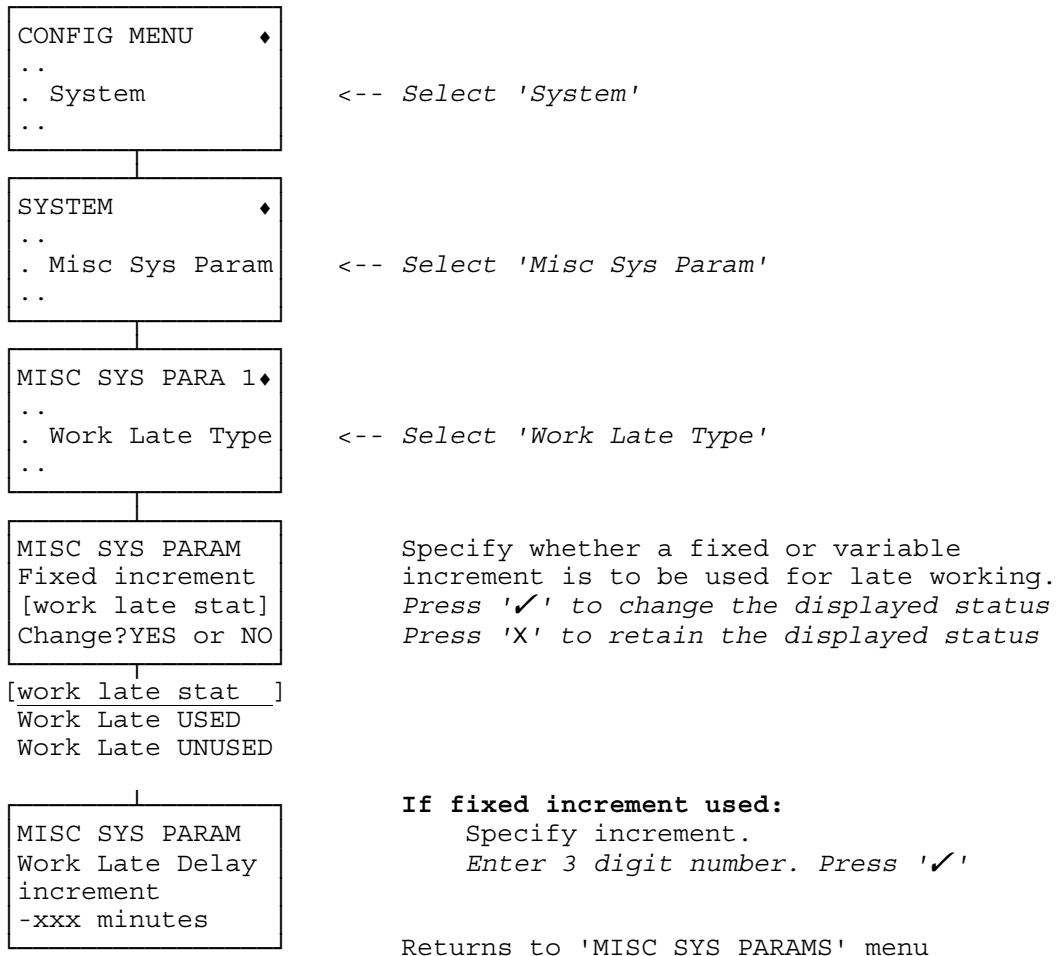 CONFIG MENU ♦
..
. System <-- Select 'System'
..
SYSTEM ♦
..
. Misc Sys Param <-- Select 'Misc Sys Param'
..
MISC SYS PARA 1♦
..
. Work Late Type <-- Select 'Work Late Type'
..
MISC SYS PARAM Specify whether a fixed or variable
Fixed increment increment is to be used for late working.
[work late stat] Press '✓' to change the displayed status
Change?YES or NO Press 'X' to retain the displayed status
[work late stat ]
Work Late USED
Work Late UNUSED
If fixed increment used:
MISC SYS PARAM Specify increment.
Work Late Delay Enter 3 digit number. Press '✓'
increment
-xxx minutes
Returns to 'MISC SYS PARAMS' menu